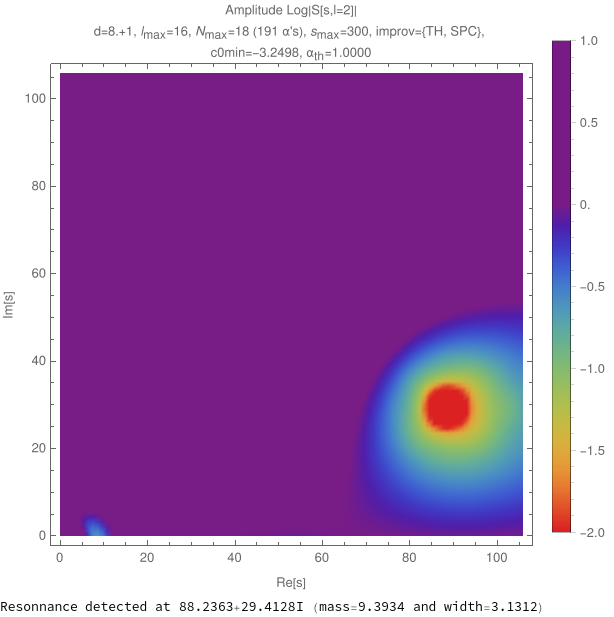 Amplitude Log|S[s,l=2]|
d=8.+1, lmax=16, Nmax=18 (191 α's), smax=300, improv={TH, SPC},
c0min=−3.2498, αth=1.0000
1.0
0.5
0.
−0.5
−1.0
−1.5
−2.0
100
80
60
40
20
0
Im[s]
0 20 40 60 80 100
Re[s]
Resonnance detected at 88.2363+29.4128I (mass=9.3934 and width=3.1312)